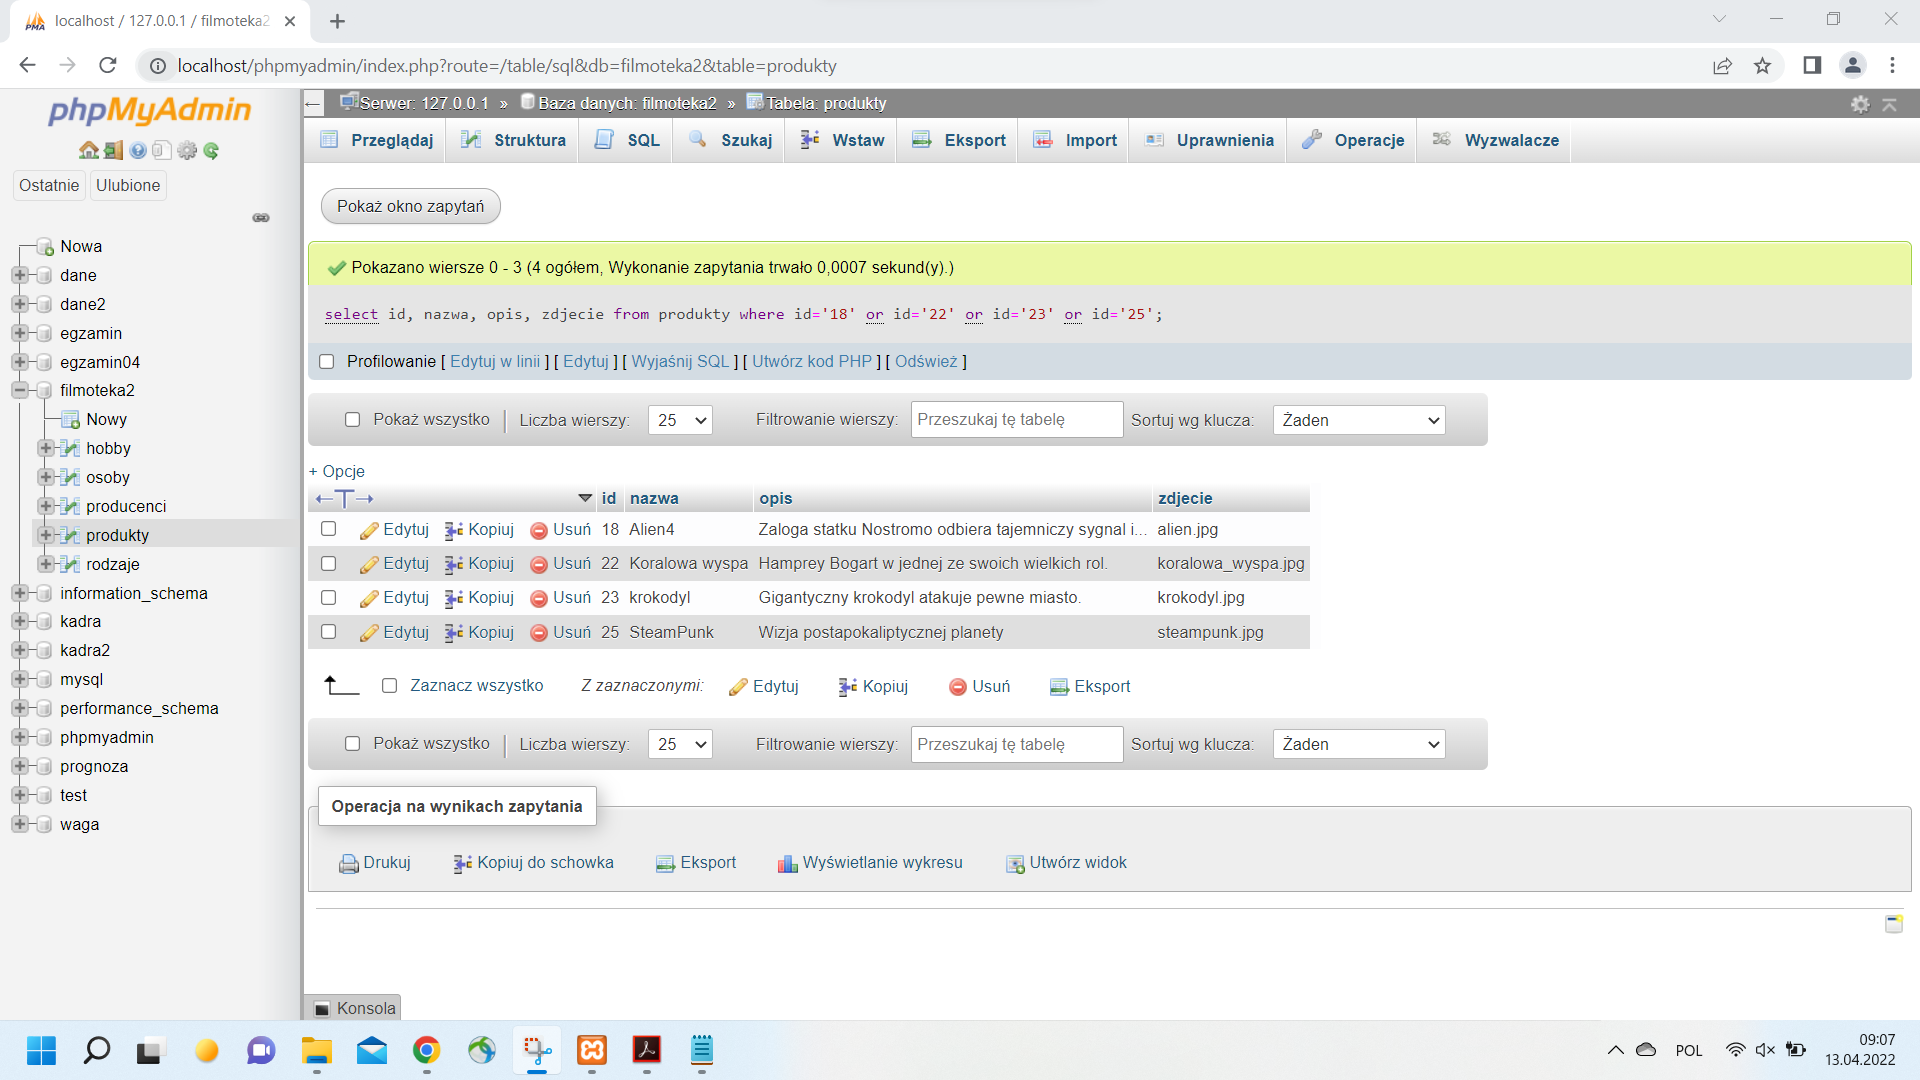 localhost / 127.0.0.1 / filmoteka2
localhost/phpmyadmin/index.php?route=/table/sql&db=filmoteka2&table=produkty
phpMyAdmin
Ostatnie Ulubione
Nowa
dane
dane2
egzamin
egzamin04
filmoteka2
Nowy
hobby
osoby
producenci
produkty
rodzaje
information_schema
kadra
kadra2
mysql
performance_schema
phpmyadmin
prognoza
test
waga
Serwer: 127.0.0.1 » Baza danych: filmoteka2 » Tabela: produkty
Przeglądaj Struktura SQL Szukaj Wstaw Eksport Import Uprawnienia Operacje Wyzwalacze
Pokaż okno zapytań
Pokazano wiersze 0 - 3 (4 ogółem, Wykonanie zapytania trwało 0,0007 sekund(y).)
select id, nazwa, opis, zdjecie from produkty where id='18' or id='22' or id='23' or id='25';
Profilowanie [ Edytuj w linii ] [ Edytuj ] [ Wyjaśnij SQL ] [ Utwórz kod PHP ] [ Odśwież ]
Pokaż wszystko | Liczba wierszy: 25 Filtrowanie wierszy: Przeszukaj tę tabelę Sortuj wg klucza: Żaden
+ Opcje
←T→ id nazwa opis zdjecie
Edytuj Kopiuj Usuń 18 Alien4 Zaloga statku Nostromo odbiera tajemniczy sygnal i... alien.jpg
Edytuj Kopiuj Usuń 22 Koralowa wyspa Hamprey Bogart w jednej ze swoich wielkich rol. koralowa_wyspa.jpg
Edytuj Kopiuj Usuń 23 krokodyl Gigantyczny krokodyl atakuje pewne miasto. krokodyl.jpg
Edytuj Kopiuj Usuń 25 SteamPunk Wizja postapokaliptycznej planety steampunk.jpg
Zaznacz wszystko Z zaznaczonymi: Edytuj Kopiuj Usuń Eksport
Pokaż wszystko | Liczba wierszy: 25 Filtrowanie wierszy: Przeszukaj tę tabelę Sortuj wg klucza: Żaden
Operacja na wynikach zapytania
Drukuj Kopiuj do schowka Eksport Wyświetlanie wykresu Utwórz widok
Konsola
POL
09:07
13.04.2022